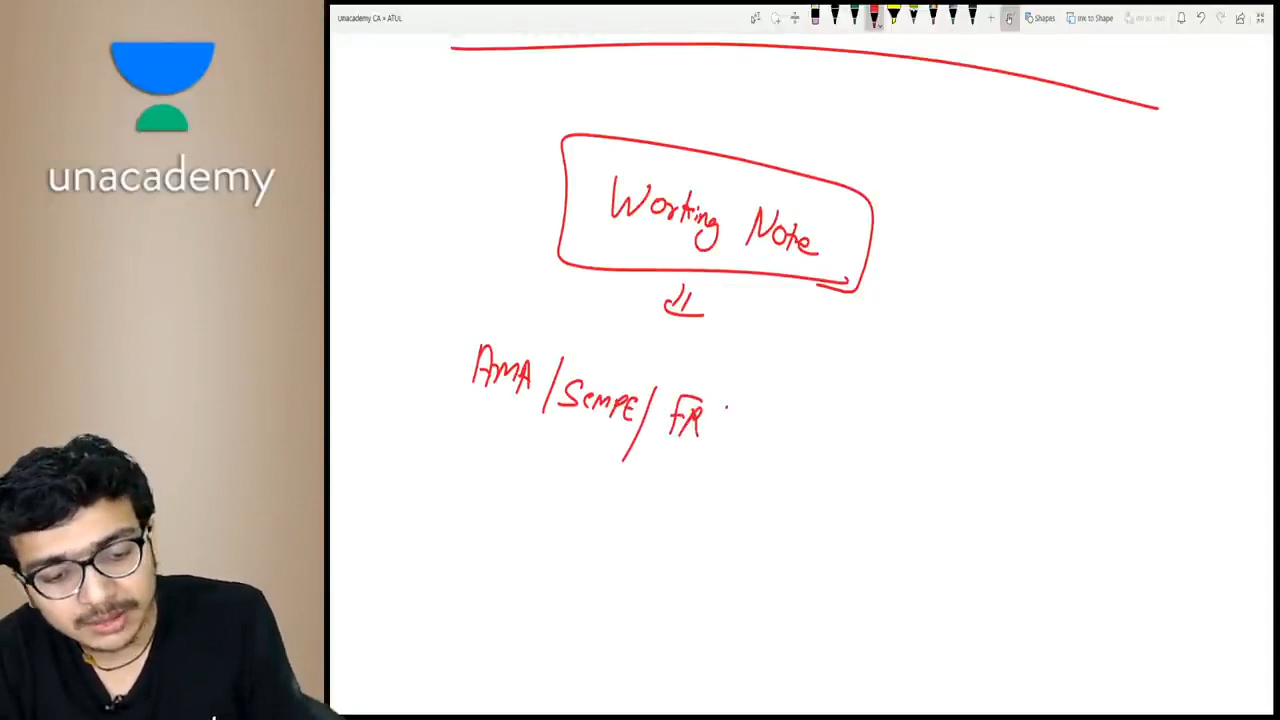 Unacademy CA > ATUL
Shapes
Ink to Shape
unacademy
Working Note
AMA / SCMPE / FR